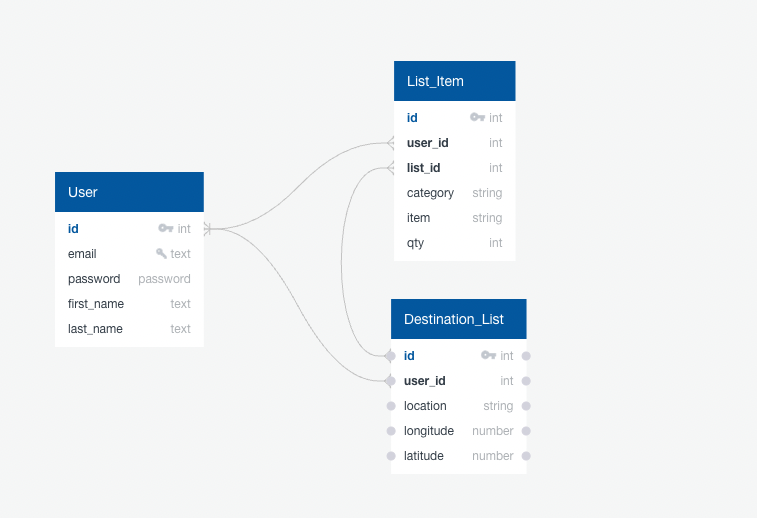 User
id int
email text
password password
first_name text
last_name text
List_Item
id int
user_id int
list_id int
category string
item string
qty int
Destination_List
id int
user_id int
location string
longitude number
latitude number